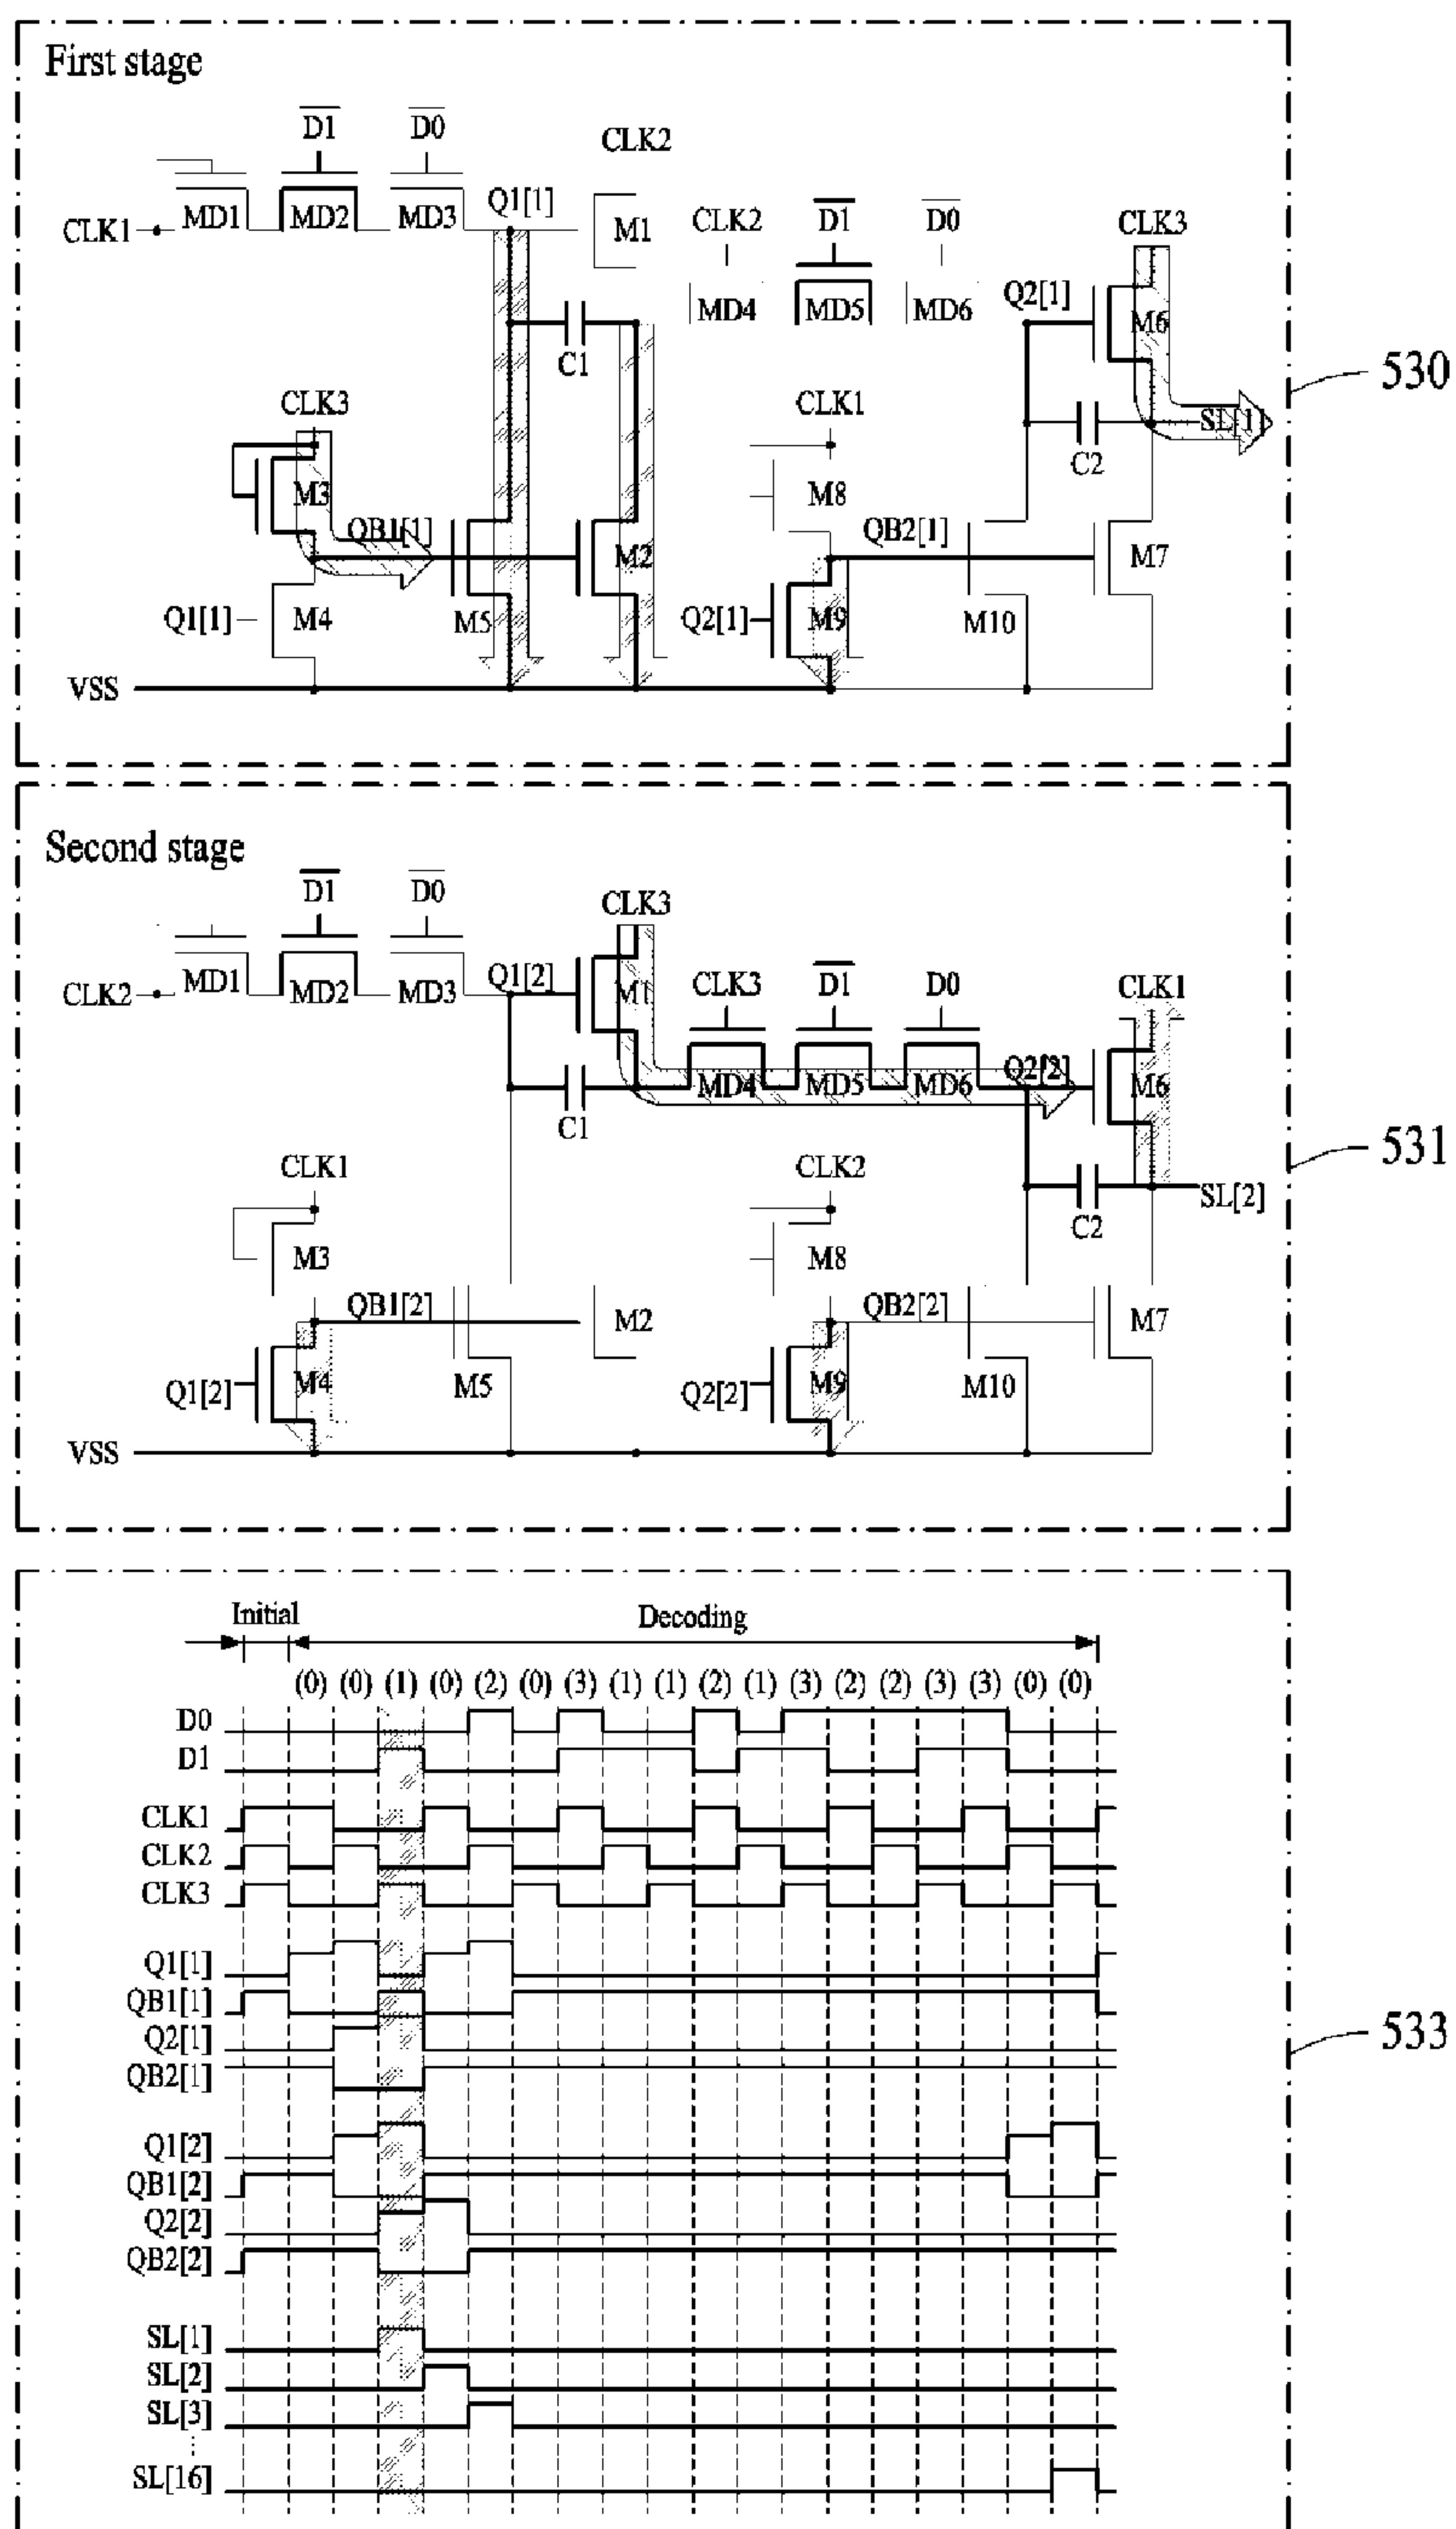 First stage
D1 D0
CLK2
MD1 MD2 MD3 Q1[1] M1
CLK1
CLK2 D1 D0 CLK3
MD4 MD5 MD6 Q2[1] M6
C1
530
CLK3 CLK1 SL[1]
C2
M3 M8
QB1[1] M2 QB2[1] M7
Q1[1] M4 M5 Q2[1] M9 M10
VSS
Second stage
D1 D0 CLK3
MD1 MD2 MD3 Q1[2] M1
CLK2
CLK3 D1 D0 CLK1
MD4 MD5 MD6 Q2[2] M6
C1
531
CLK1 CLK2 SL[2]
C2
M3 M8
QB1[2] M2 QB2[2] M7
Q1[2] M4 M5 Q2[2] M9 M10
VSS
Initial Decoding
(0) (0) (1) (0) (2) (0) (3) (1) (1) (2) (1) (3) (2) (2) (3) (3) (0) (0)
D0
D1
CLK1
CLK2
CLK3
Q1[1]
QB1[1]
Q2[1]
533
QB2[1]
Q1[2]
QB1[2]
Q2[2]
QB2[2]
SL[1]
SL[2]
SL[3]
SL[16]